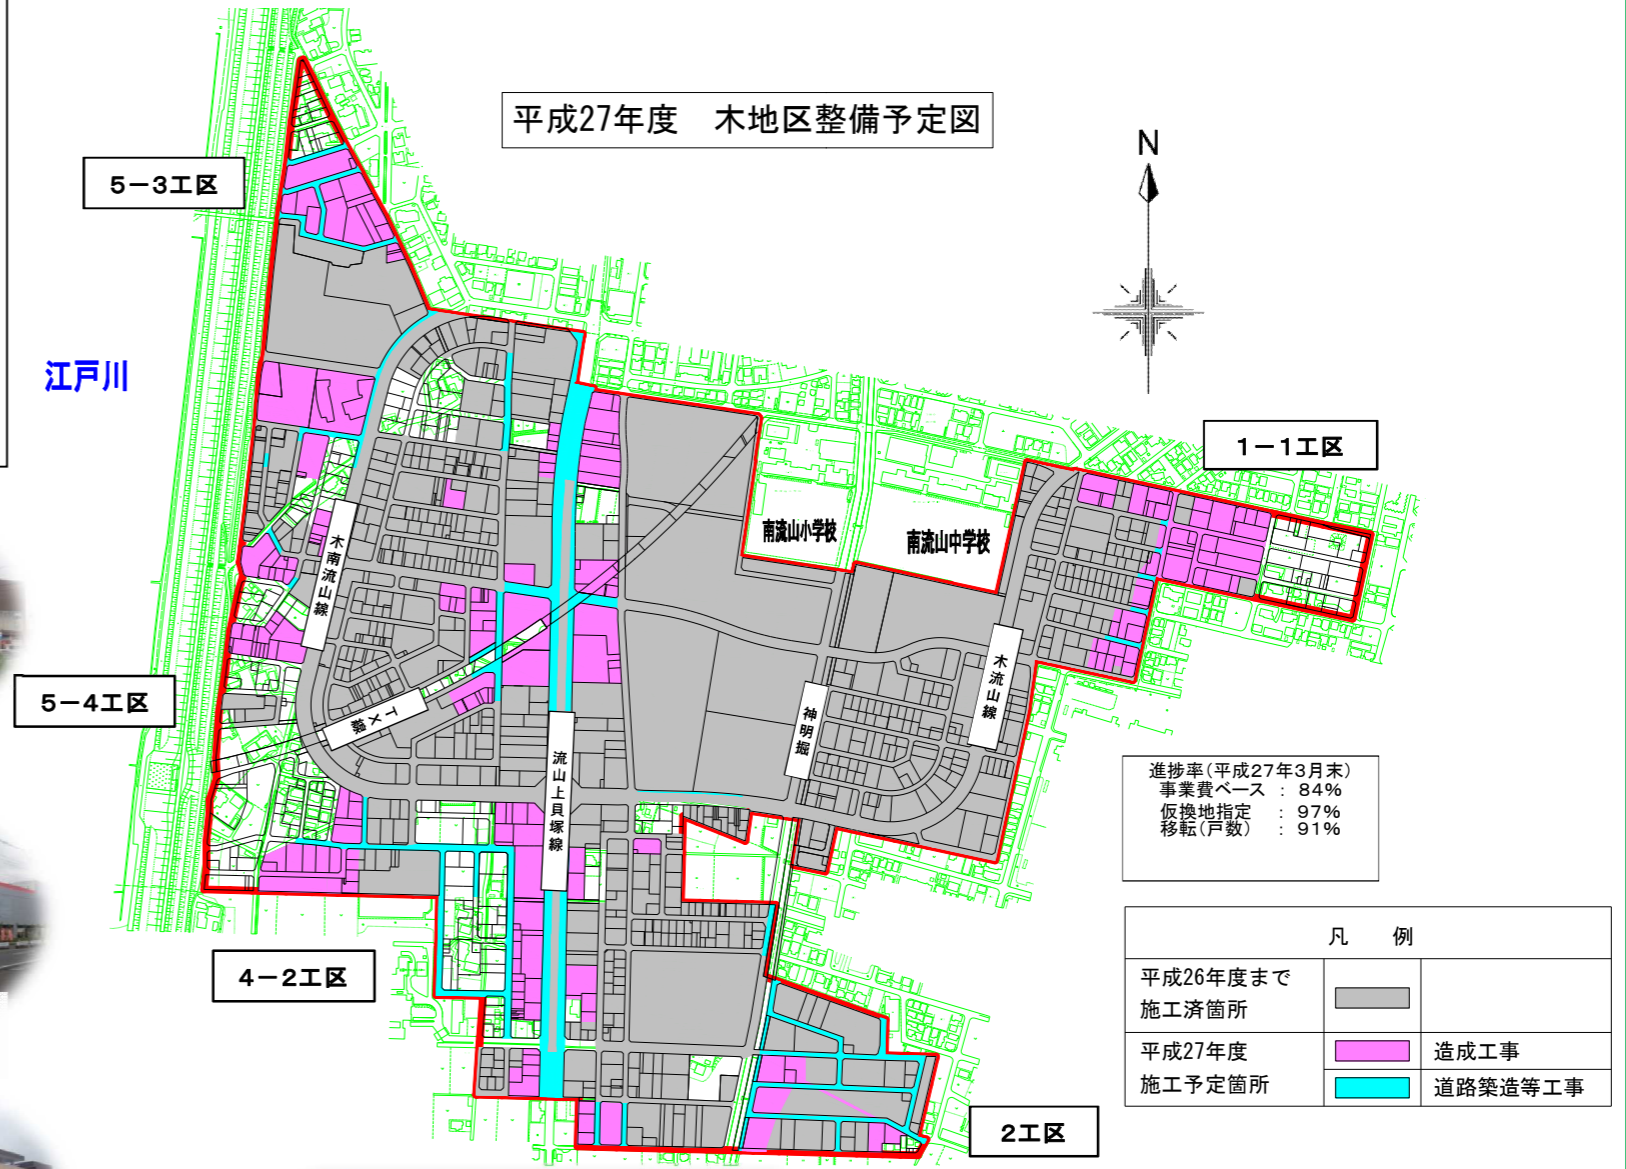 平成27年度　木地区整備予定図
N
5－3工区
江戸川
1－1工区
南流山小学校
南流山中学校
木南流山線
木流山線
5－4工区
TX線
神明掘
流山上貝塚線
進捗率(平成27年3月末)
事業費ベース ： 84%
仮換地指定 ： 97%
移転(戸数) ： 91%
4－2工区
2工区
凡　例
平成26年度まで
施工済箇所
平成27年度
施工予定箇所
造成工事
道路築造等工事